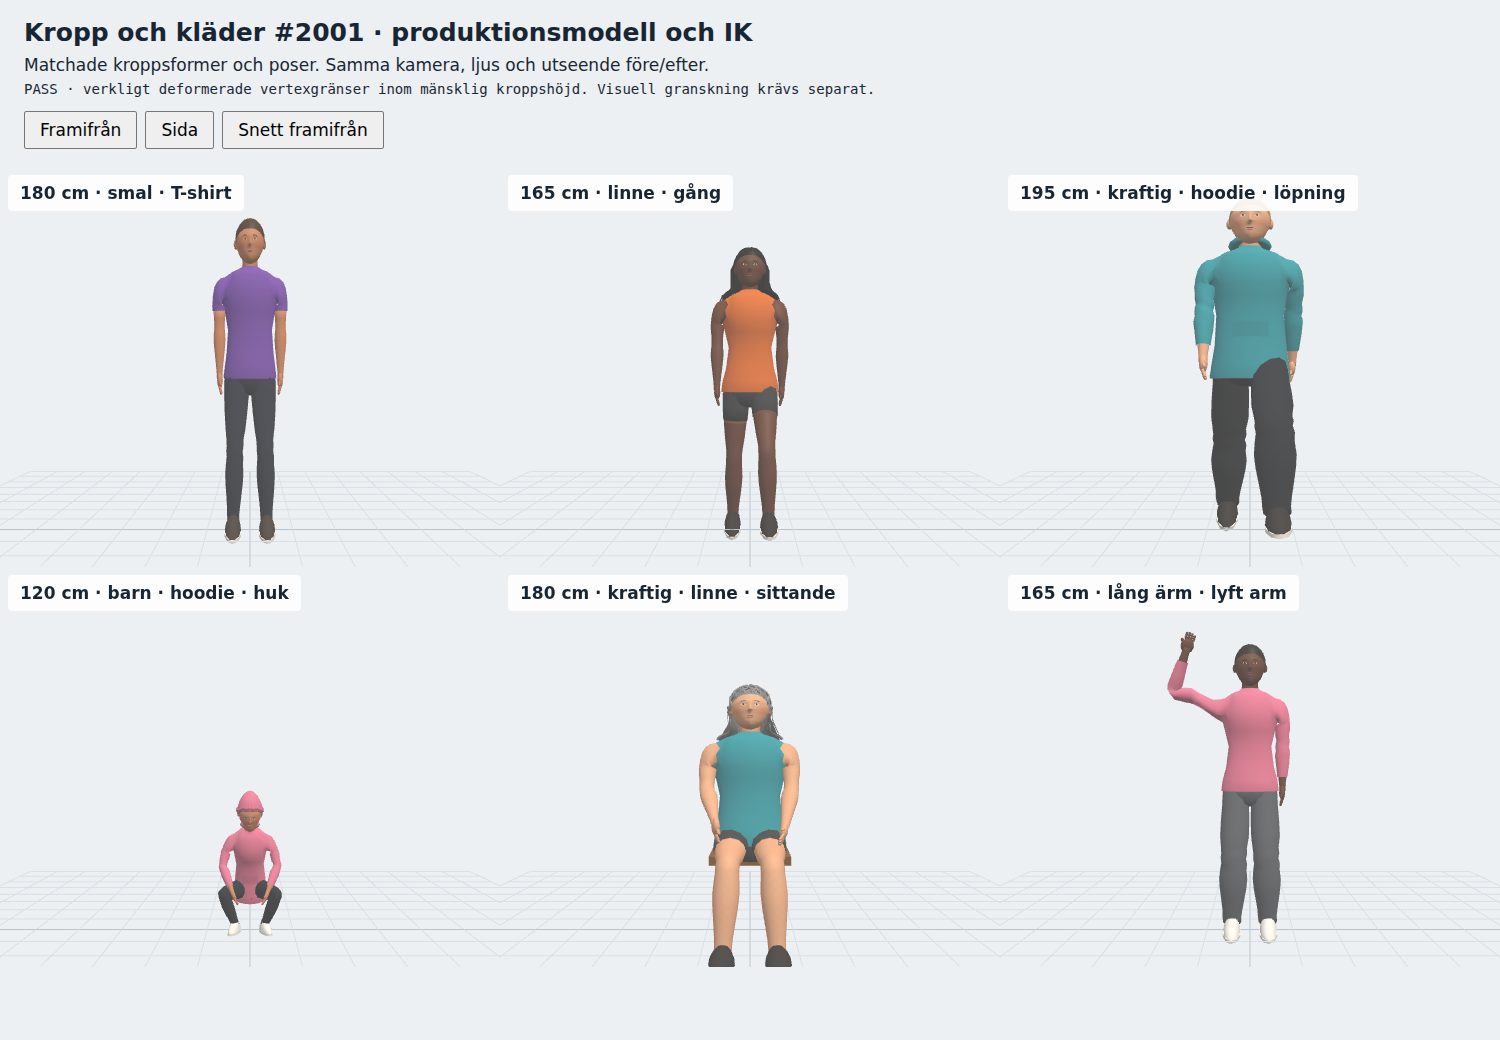 Kropp och kläder #2001 · produktionsmodell och IK
Matchade kroppsformer och poser. Samma kamera, ljus och utseende före/efter.
PASS · verkligt deformerade vertexgränser inom mänsklig kroppshöjd. Visuell granskning krävs separat.
Framifrån Sida Snett framifrån
180 cm · smal · T-shirt
165 cm · linne · gång
195 cm · kraftig · hoodie · löpning
120 cm · barn · hoodie · huk
180 cm · kraftig · linne · sittande
165 cm · lång ärm · lyft arm